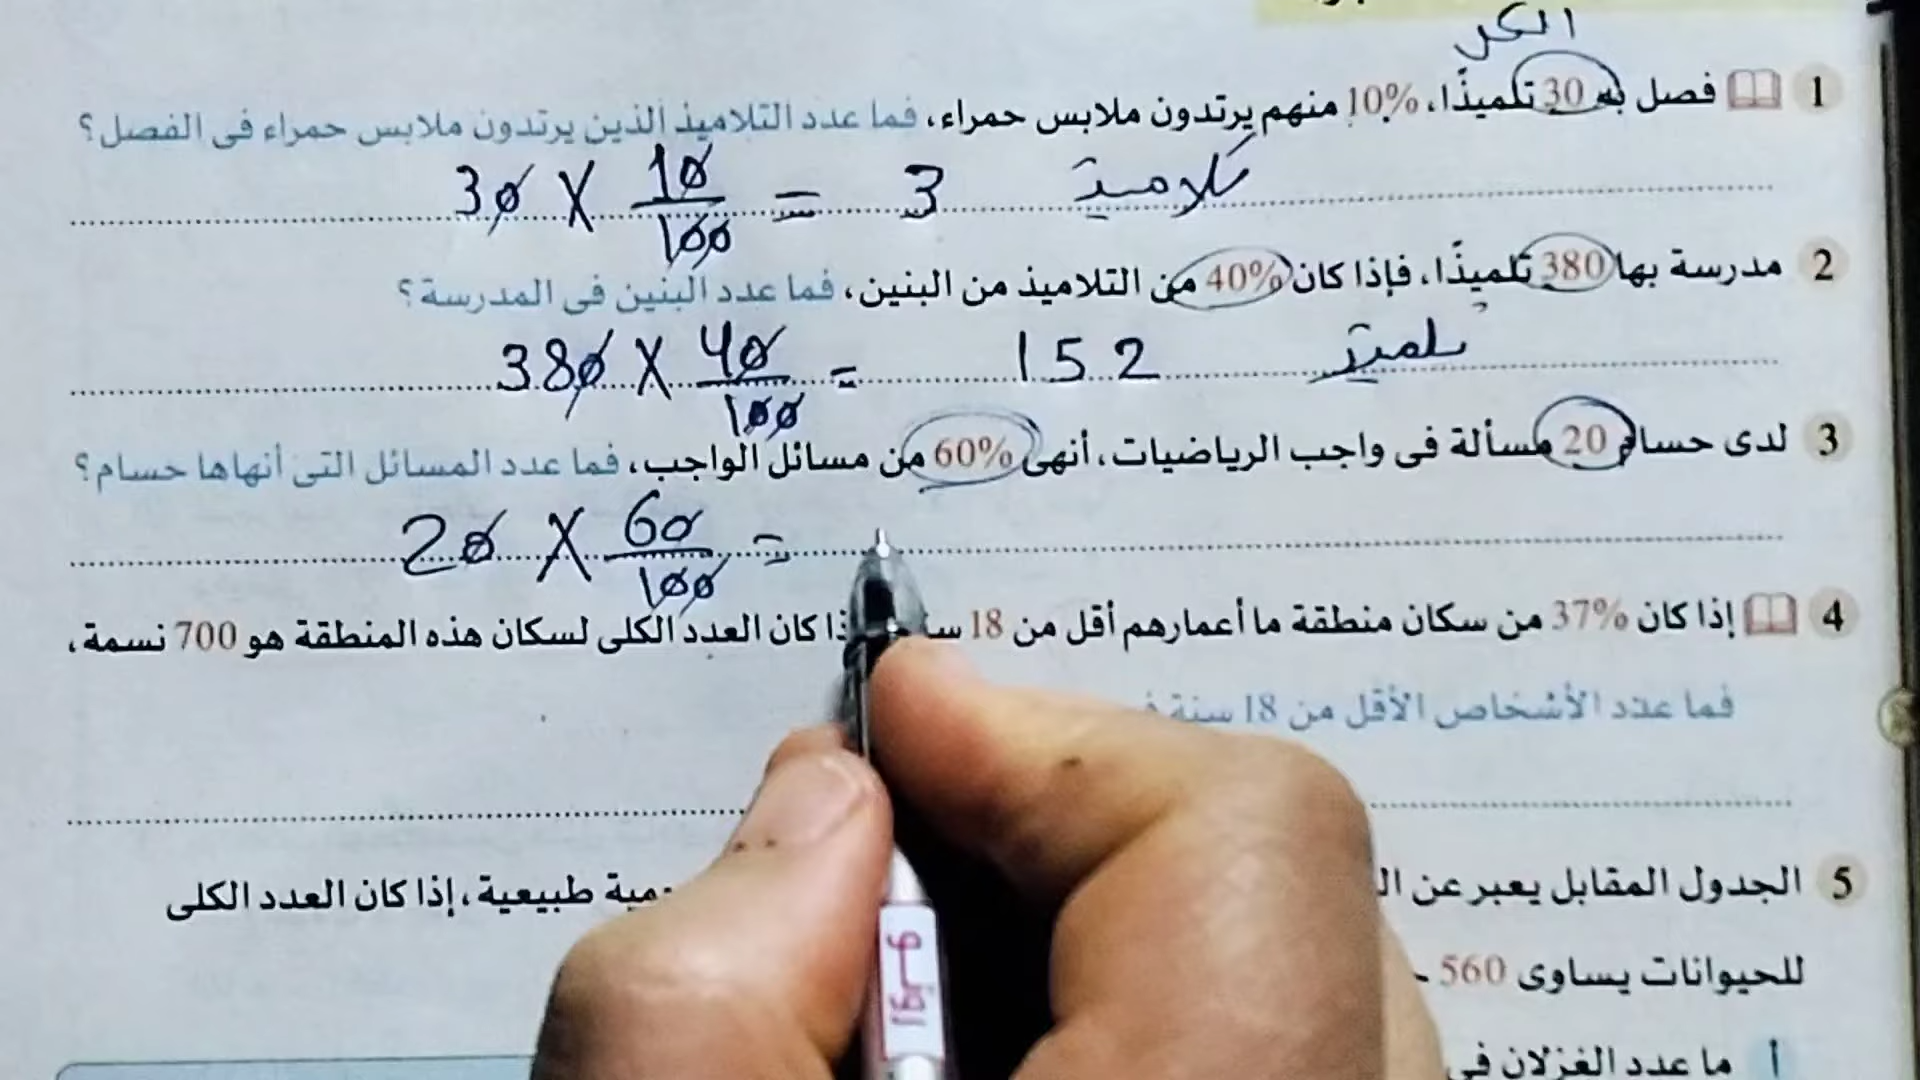 الكل
1 فصل به 30 تلميذًا، 10% منهم يرتدون ملابس حمراء، فما عدد التلاميذ الذين يرتدون ملابس حمراء فى الفصل؟
30 × 10/100 = 3 تلاميذ
2 مدرسة بها 380 تلميذًا، فإذا كان 40% من التلاميذ من البنين، فما عدد البنين فى المدرسة؟
380 × 40/100 = 152 تلميذ
3 لدى حسام 20 مسألة فى واجب الرياضيات، أنهى 60% من مسائل الواجب، فما عدد المسائل التى أنهاها حسام؟
20 × 60/100 =
4 إذا كان 37% من سكان منطقة ما أعمارهم أقل من 18 كان العدد الكلى لسكان هذه المنطقة هو 700 نسمة،
فما عدد الأشخاص الأقل من 18 سنة
5 الجدول المقابل يعبر عن طبيعية، إذا كان العدد الكلى
للحيوانات يساوى 560
أ ما عدد الغزلان فى